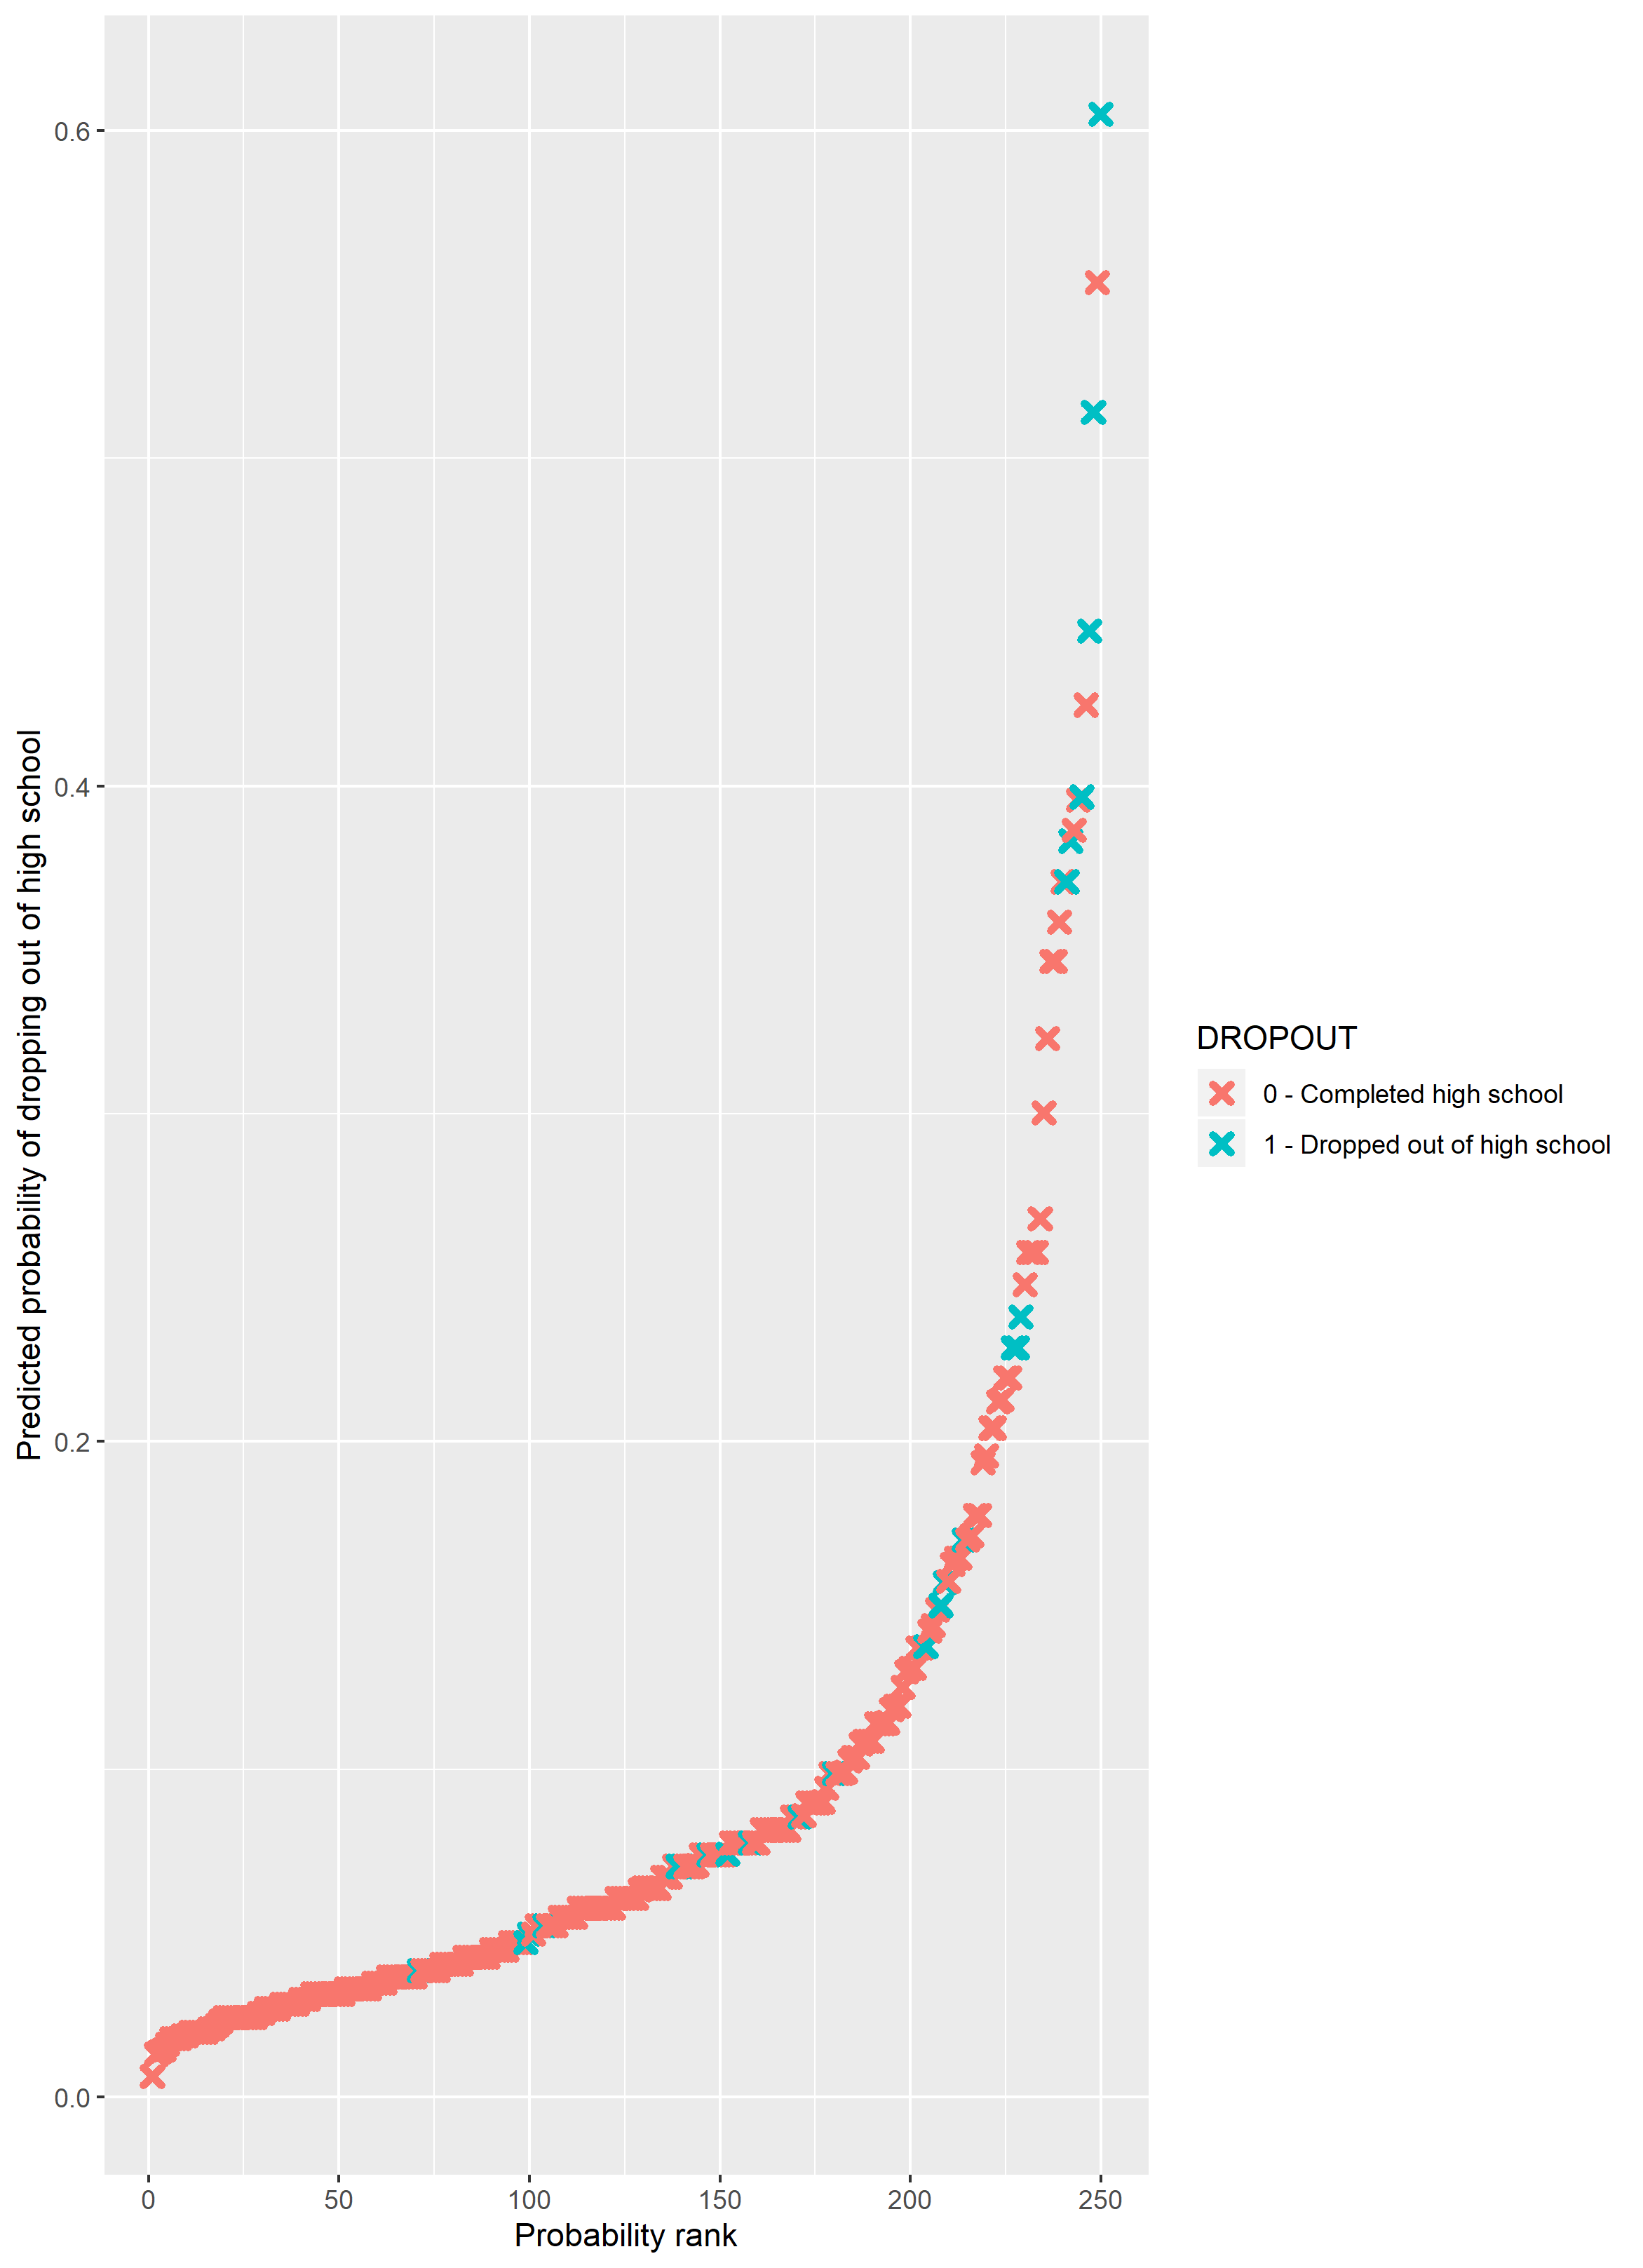 Predicted probability of dropping out of high school
0.6
0.4
0.2
0.0
0 50 100 150 200 250
Probability rank
DROPOUT
0 - Completed high school
1 - Dropped out of high school